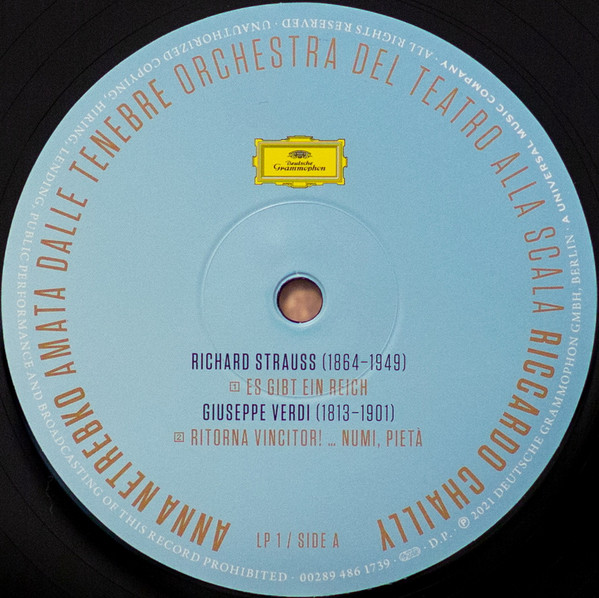 ANNA NETREBKO AMATA DALLE TENEBRE ORCHESTRA DEL TEATRO ALLA SCALA RICCARDO CHAILLY
Deutsche
Grammophon
RICHARD STRAUSS (1864–1949)
1 ES GIBT EIN REICH
GIUSEPPE VERDI (1813–1901)
2 RITORNA VINCITOR! ... NUMI, PIETÀ
LP 1 / SIDE A
℗ 2021 DEUTSCHE GRAMMOPHON GMBH, BERLIN · A UNIVERSAL MUSIC COMPANY · ALL RIGHTS RESERVED · UNAUTHORIZED COPYING, HIRING, LENDING, PUBLIC PERFORMANCE AND BROADCASTING OF THIS RECORD PROHIBITED · 00289 486 1739 · D.P.